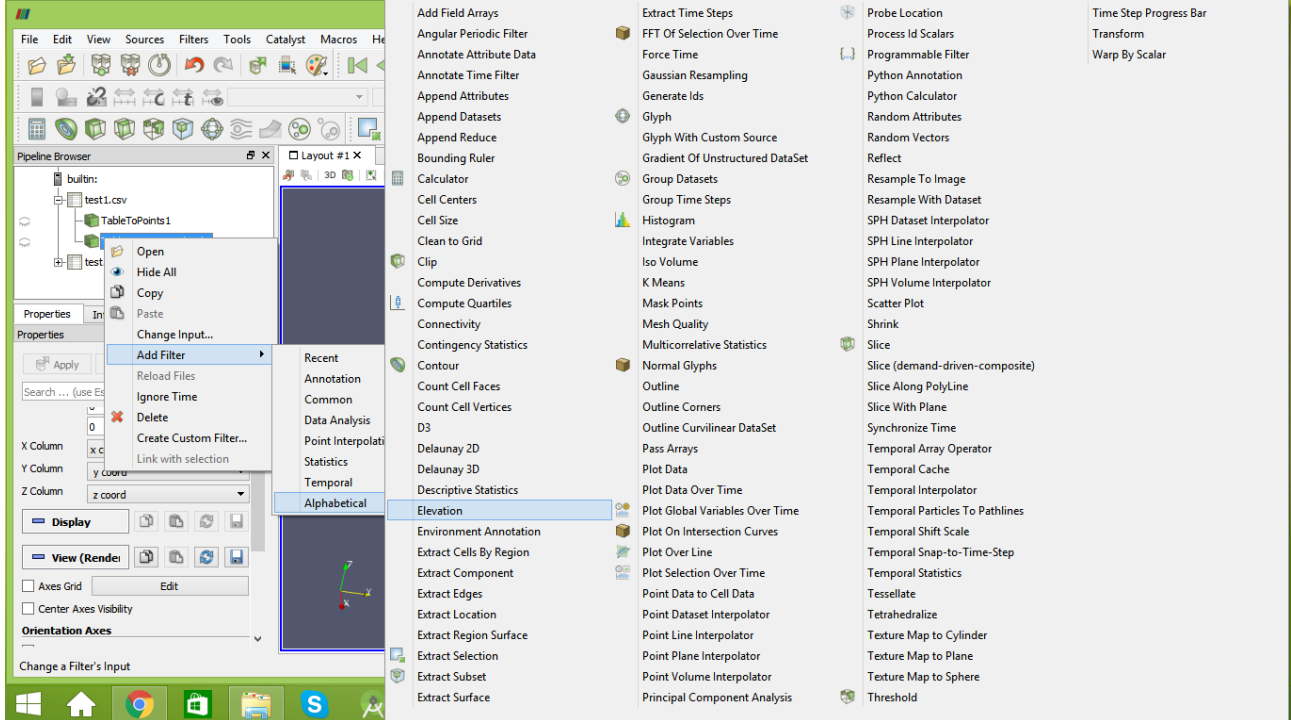 File Edit View Sources Filters Tools Catalyst Macros He
Pipeline Browser
Layout #1
3D
builtin:
test1.csv
TableToPoints1
test
Properties In
Properties
Apply
Search ... (use Es
0
X Column
x c
Y Column
y coord
Z Column
z coord
Display
View (Render
Axes Grid
Edit
Center Axes Visibility
Orientation Axes
Change a Filter's Input
Z
Y
X
Open
Hide All
Copy
Paste
Change Input...
Add Filter
Reload Files
Ignore Time
Delete
Create Custom Filter...
Link with selection
Recent
Annotation
Common
Data Analysis
Point Interpolati
Statistics
Temporal
Alphabetical
Add Field Arrays
Angular Periodic Filter
Annotate Attribute Data
Annotate Time Filter
Append Attributes
Append Datasets
Append Reduce
Bounding Ruler
Calculator
Cell Centers
Cell Size
Clean to Grid
Clip
Compute Derivatives
Compute Quartiles
Connectivity
Contingency Statistics
Contour
Count Cell Faces
Count Cell Vertices
D3
Delaunay 2D
Delaunay 3D
Descriptive Statistics
Elevation
Environment Annotation
Extract Cells By Region
Extract Component
Extract Edges
Extract Location
Extract Region Surface
Extract Selection
Extract Subset
Extract Surface
Extract Time Steps
FFT Of Selection Over Time
Force Time
Gaussian Resampling
Generate Ids
Glyph
Glyph With Custom Source
Gradient Of Unstructured DataSet
Group Datasets
Group Time Steps
Histogram
Integrate Variables
Iso Volume
K Means
Mask Points
Mesh Quality
Multicorrelative Statistics
Normal Glyphs
Outline
Outline Corners
Outline Curvilinear DataSet
Pass Arrays
Plot Data
Plot Data Over Time
Plot Global Variables Over Time
Plot On Intersection Curves
Plot Over Line
Plot Selection Over Time
Point Data to Cell Data
Point Dataset Interpolator
Point Line Interpolator
Point Plane Interpolator
Point Volume Interpolator
Principal Component Analysis
Probe Location
Process Id Scalars
Programmable Filter
Python Annotation
Python Calculator
Random Attributes
Random Vectors
Reflect
Resample To Image
Resample With Dataset
SPH Dataset Interpolator
SPH Line Interpolator
SPH Plane Interpolator
SPH Volume Interpolator
Scatter Plot
Shrink
Slice
Slice (demand-driven-composite)
Slice Along PolyLine
Slice With Plane
Synchronize Time
Temporal Array Operator
Temporal Cache
Temporal Interpolator
Temporal Particles To Pathlines
Temporal Shift Scale
Temporal Snap-to-Time-Step
Temporal Statistics
Tessellate
Tetrahedralize
Texture Map to Cylinder
Texture Map to Plane
Texture Map to Sphere
Threshold
Time Step Progress Bar
Transform
Warp By Scalar